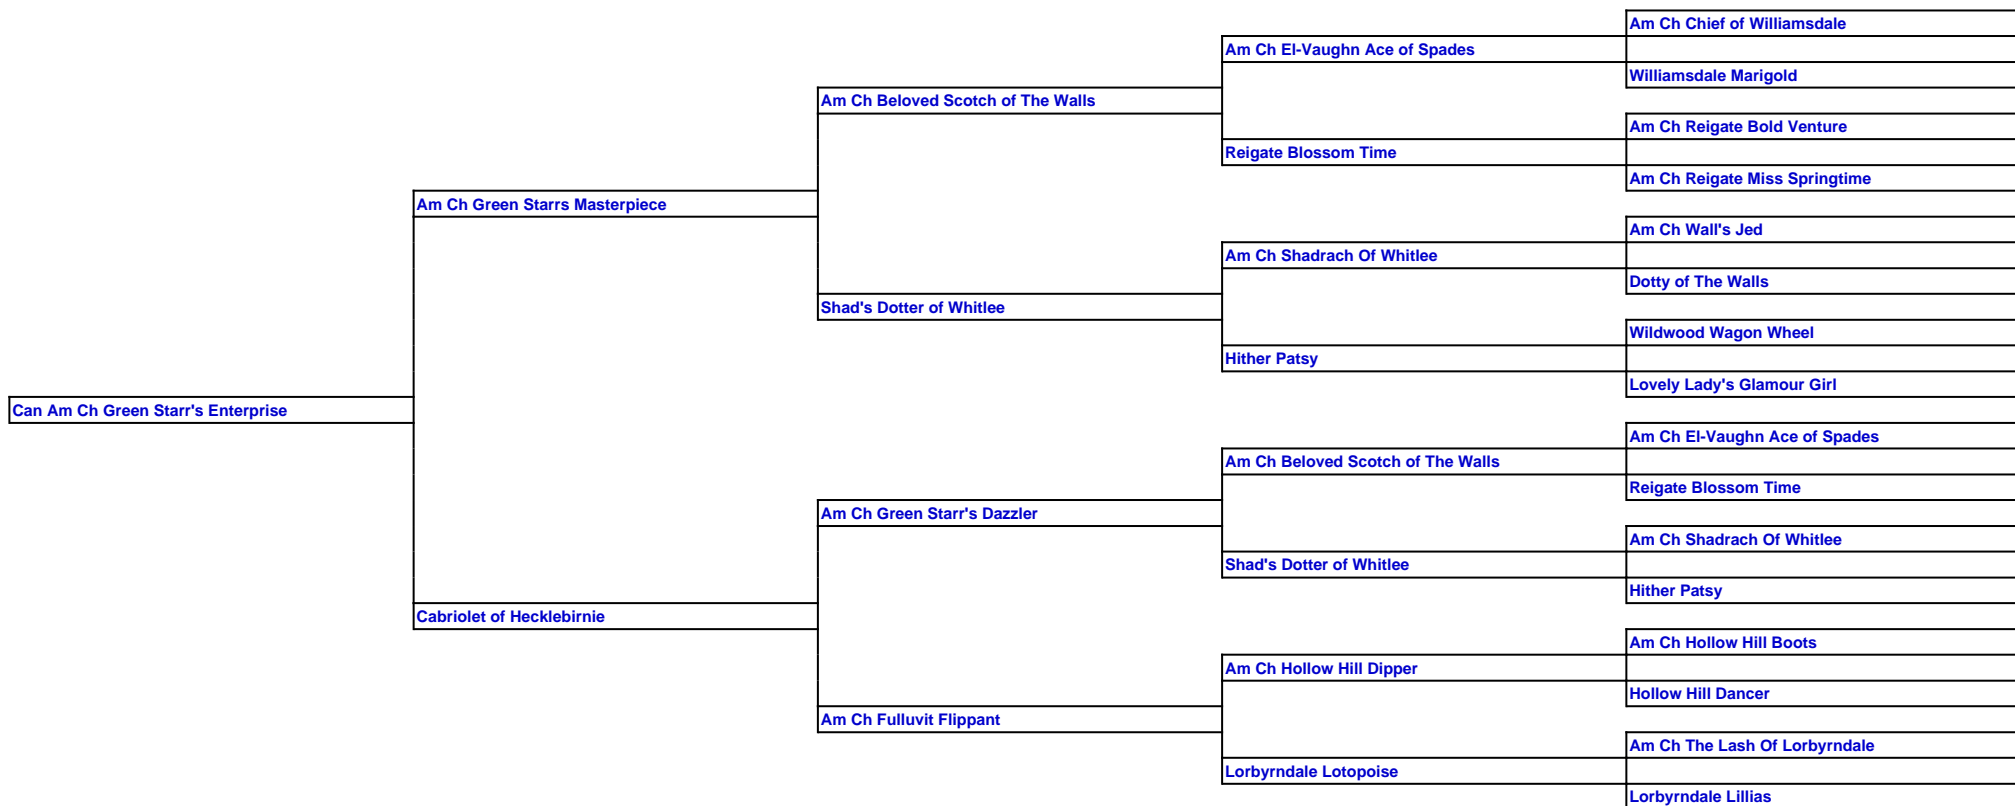 Am Ch Chief of Williamsdale
Am Ch El-Vaughn Ace of Spades
Williamsdale Marigold
Am Ch Beloved Scotch of The Walls
Am Ch Reigate Bold Venture
Reigate Blossom Time
Am Ch Reigate Miss Springtime
Am Ch Green Starrs Masterpiece
Am Ch Wall's Jed
Am Ch Shadrach Of Whitlee
Dotty of The Walls
Shad's Dotter of Whitlee
Wildwood Wagon Wheel
Hither Patsy
Lovely Lady's Glamour Girl
Can Am Ch Green Starr's Enterprise
Am Ch El-Vaughn Ace of Spades
Am Ch Beloved Scotch of The Walls
Reigate Blossom Time
Am Ch Green Starr's Dazzler
Am Ch Shadrach Of Whitlee
Shad's Dotter of Whitlee
Hither Patsy
Cabriolet of Hecklebirnie
Am Ch Hollow Hill Boots
Am Ch Hollow Hill Dipper
Hollow Hill Dancer
Am Ch Fulluvit Flippant
Am Ch The Lash Of Lorbyrndale
Lorbyrndale Lotopoise
Lorbyrndale Lillias